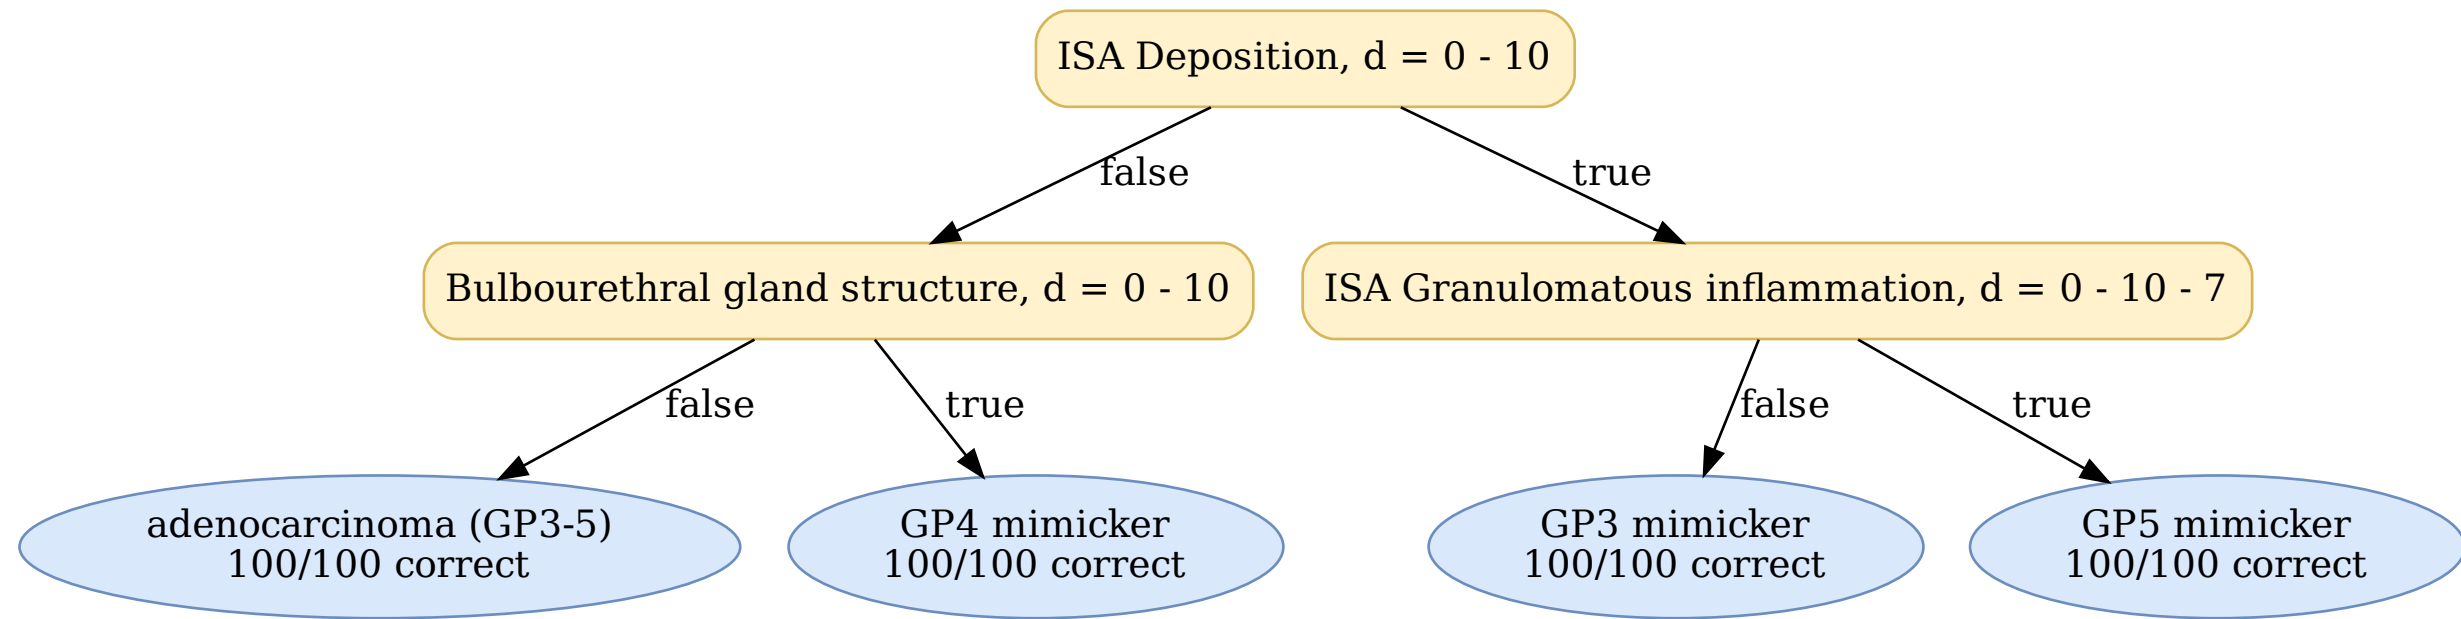 ISA Deposition, d = 0 - 10
false
true
Bulbourethral gland structure, d = 0 - 10
ISA Granulomatous inflammation, d = 0 - 10 - 7
false
true
false
true
adenocarcinoma (GP3-5)
100/100 correct
GP4 mimicker
100/100 correct
GP3 mimicker
100/100 correct
GP5 mimicker
100/100 correct